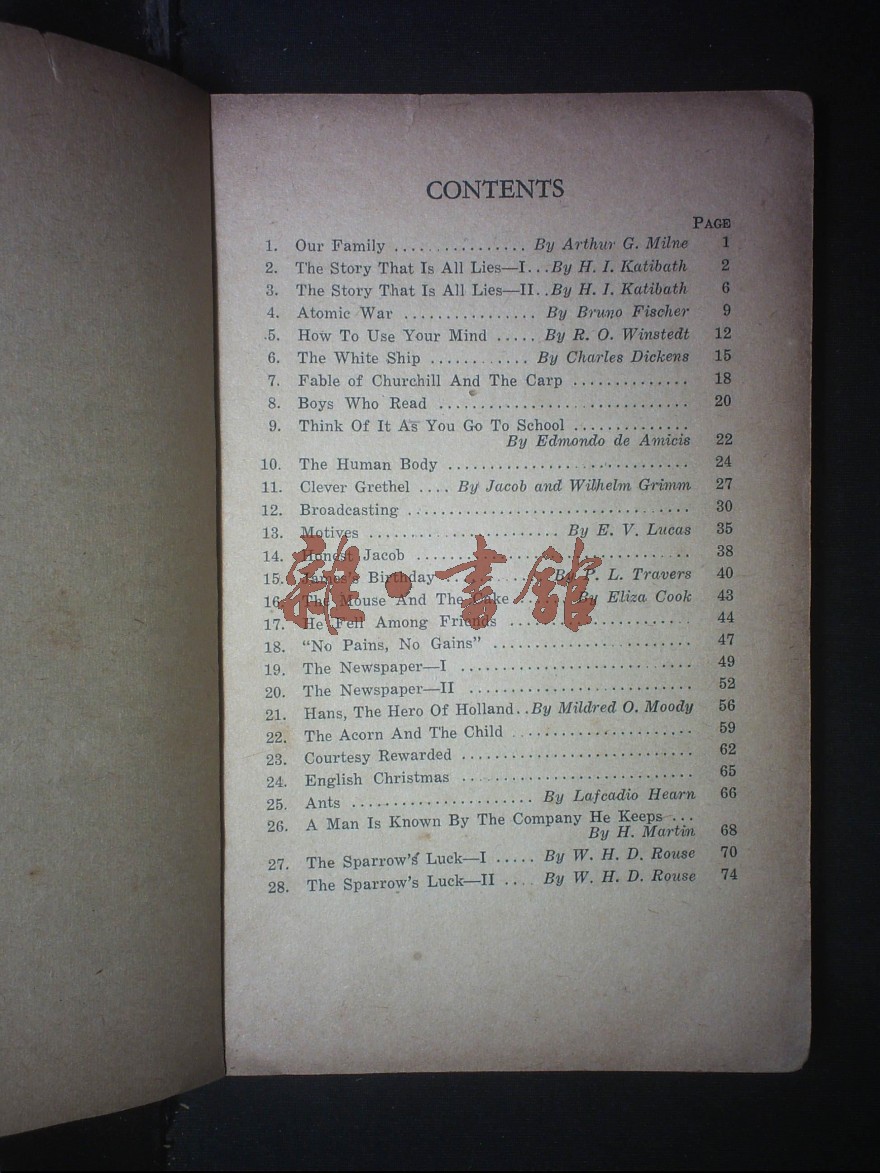 CONTENTS
PAGE
1. Our Family ................ By Arthur G. Milne 1
2. The Story That Is All Lies—I...By H. I. Katibath 2
3. The Story That Is All Lies—II..By H. I. Katibath 6
4. Atomic War ................ By Bruno Fischer 9
5. How To Use Your Mind ..... By R. O. Winstedt 12
6. The White Ship ............ By Charles Dickens 15
7. Fable of Churchill And The Carp .............. 18
8. Boys Who Read .............................. 20
9. Think Of It As You Go To School ..............
By Edmondo de Amicis 22
10. The Human Body ............................. 24
11. Clever Grethel .... By Jacob and Wilhelm Grimm 27
12. Broadcasting .................................. 30
13. Motives ....................... By E. V. Lucas 35
14. Honest Jacob ................................. 38
15. James's Birthday ............. By P. L. Travers 40
16. The Mouse And The Cake ...... By Eliza Cook 43
17. He Fell Among Friends ...................... 44
18. "No Pains, No Gains" ........................ 47
19. The Newspaper—I ............................ 49
20. The Newspaper—II ........................... 52
21. Hans, The Hero Of Holland..By Mildred O. Moody 56
22. The Acorn And The Child ...................... 59
23. Courtesy Rewarded ............................ 62
24. English Christmas ............................ 65
25. Ants ...................... By Lafcadio Hearn 66
26. A Man Is Known By The Company He Keeps ...
By H. Martin 68
27. The Sparrow's Luck—I ..... By W. H. D. Rouse 70
28. The Sparrow's Luck—II .... By W. H. D. Rouse 74
雜·書館